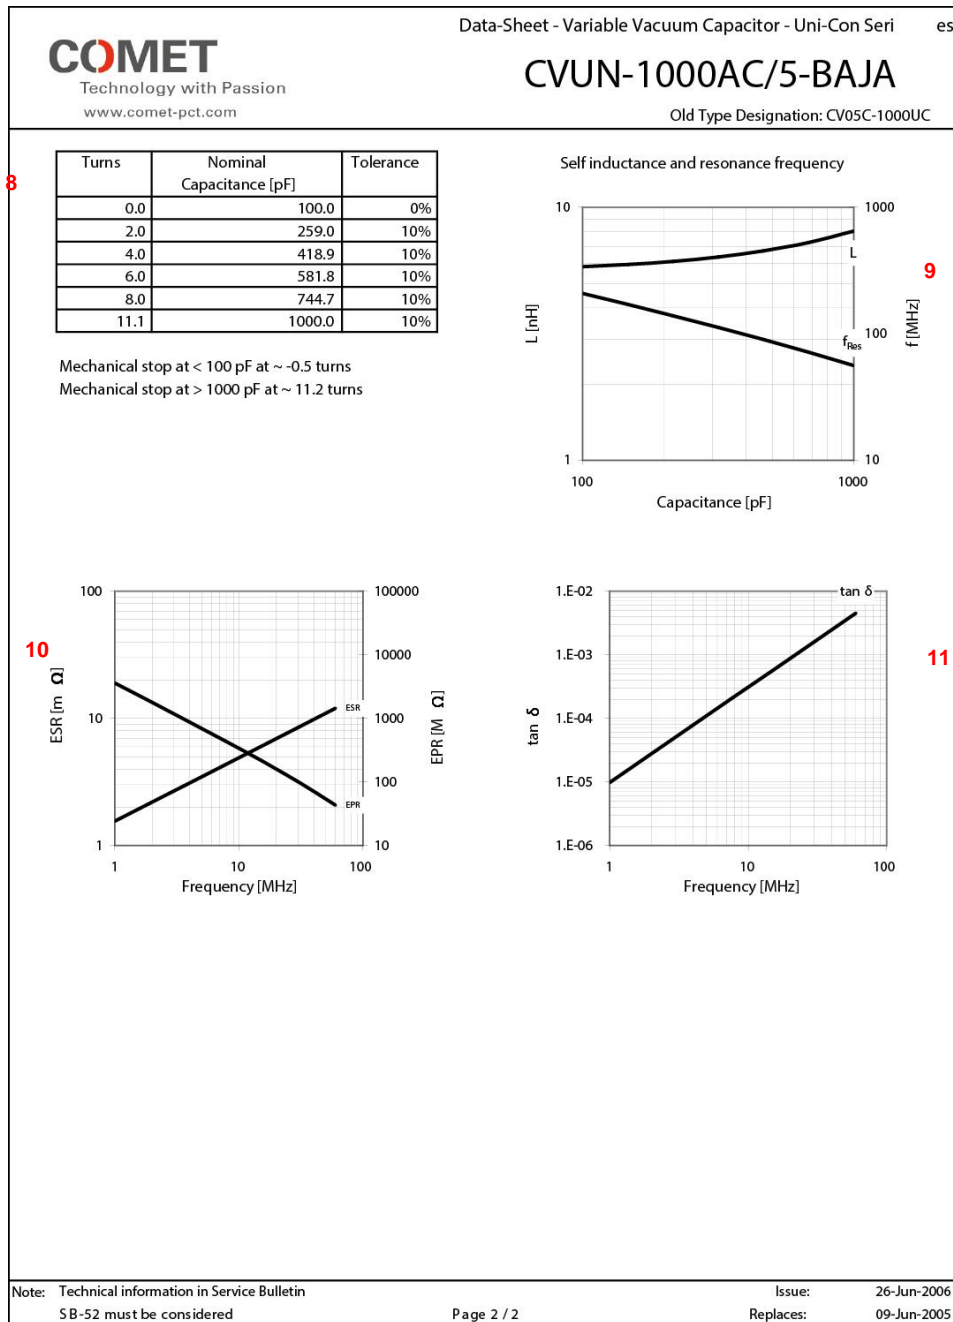 Data-Sheet - Variable Vacuum Capacitor - Uni-Con Seri es
COMET
Technology with Passion
www.comet-pct.com
CVUN-1000AC/5-BAJA
Old Type Designation: CV05C-1000UC
8
Turns Nominal Capacitance [pF] Tolerance
0.0 100.0 0%
2.0 259.0 10%
4.0 418.9 10%
6.0 581.8 10%
8.0 744.7 10%
11.1 1000.0 10%
Mechanical stop at < 100 pF at ~ -0.5 turns
Mechanical stop at > 1000 pF at ~ 11.2 turns
Self inductance and resonance frequency
10 1000
L
9
L [nH]
f [MHz]
100
fRes
1 10
100 1000
Capacitance [pF]
10
100 100000
10000
ESR [m Ω]
10 1000
ESR
EPR [M Ω]
100
EPR
1 10
1 10 100
Frequency [MHz]
11
1.E-02
tan δ
1.E-03
1.E-04
tan δ
1.E-05
1.E-06
1 10 100
Frequency [MHz]
Note: Technical information in Service Bulletin
SB-52 must be considered
Page 2 / 2
Issue: 26-Jun-2006
Replaces: 09-Jun-2005